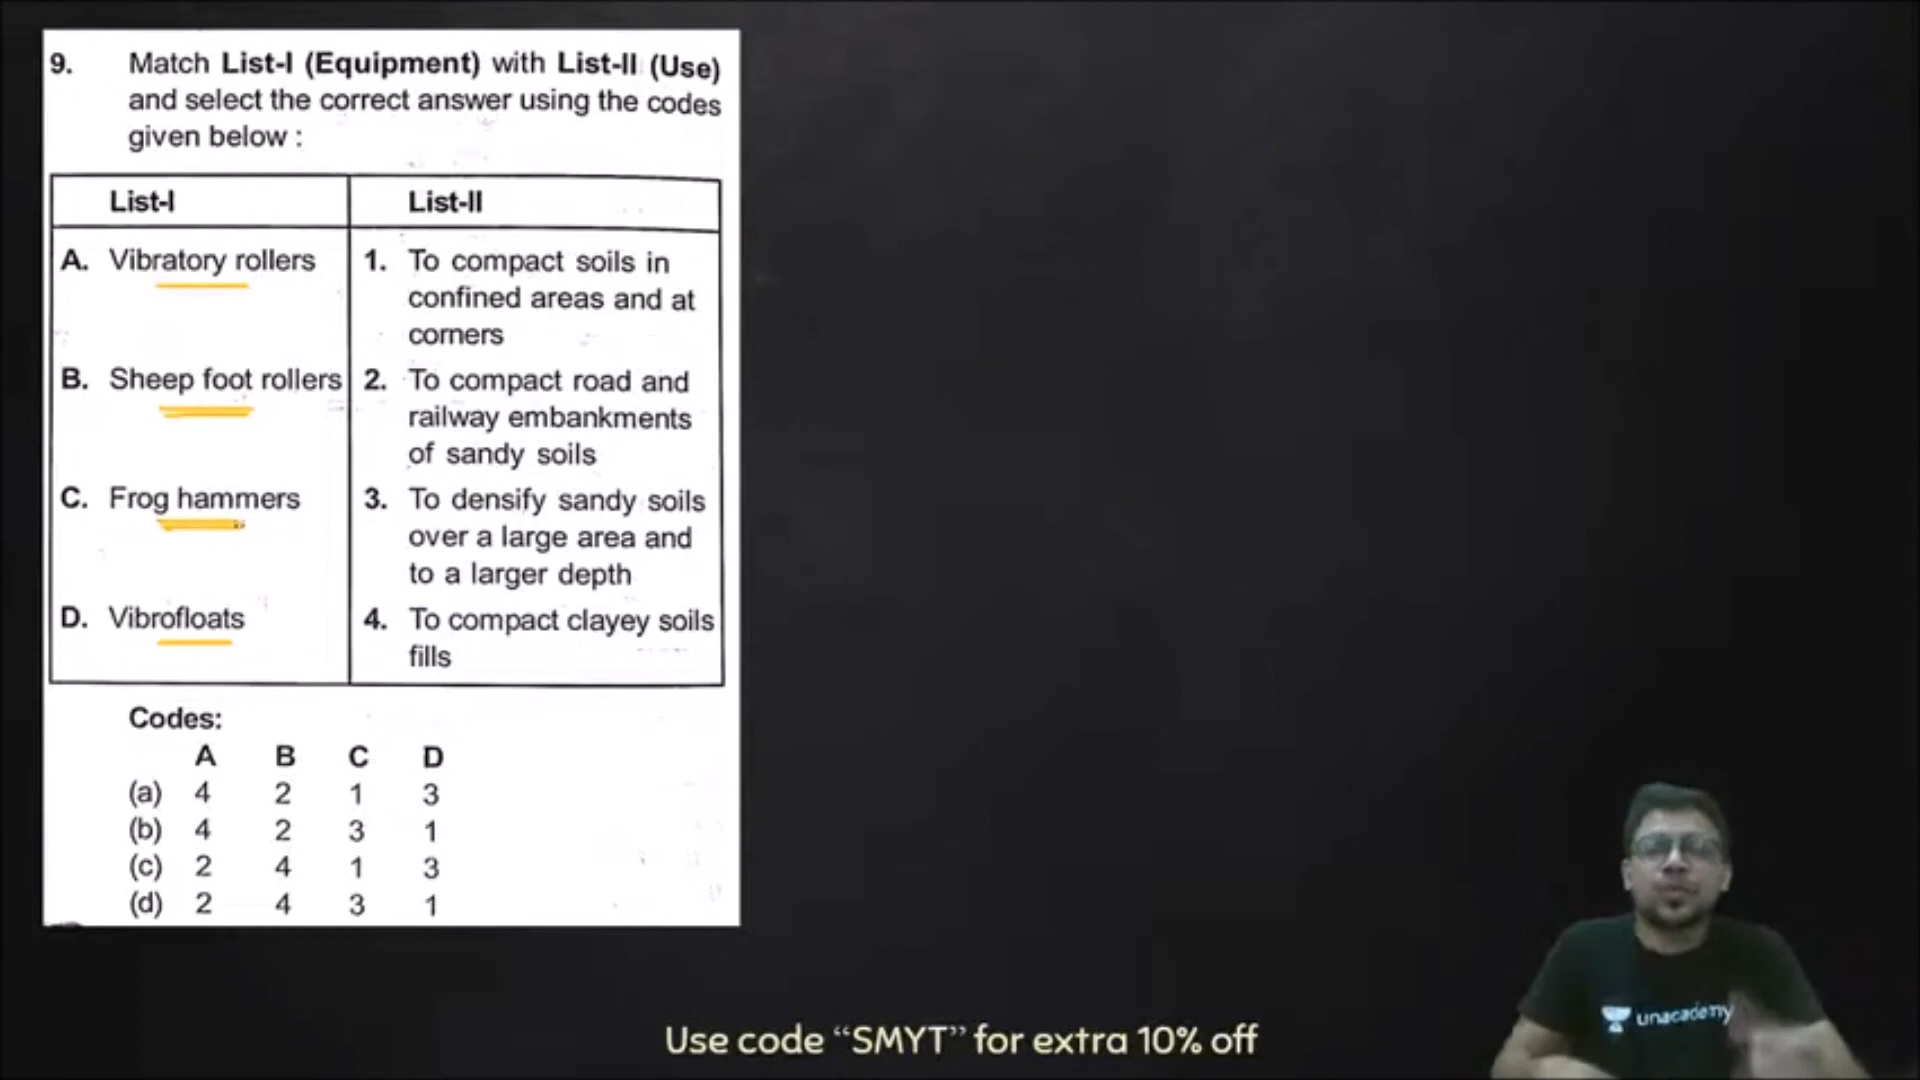 9. Match List-I (Equipment) with List-II (Use)
and select the correct answer using the codes
given below :
List-I List-II
A. Vibratory rollers 1. To compact soils in
confined areas and at
corners
B. Sheep foot rollers 2. To compact road and
railway embankments
of sandy soils
C. Frog hammers 3. To densify sandy soils
over a large area and
to a larger depth
D. Vibrofloats 4. To compact clayey soils
fills
Codes:
A B C D
(a) 4 2 1 3
(b) 4 2 3 1
(c) 2 4 1 3
(d) 2 4 3 1
unacademy
Use code “SMYT” for extra 10% off